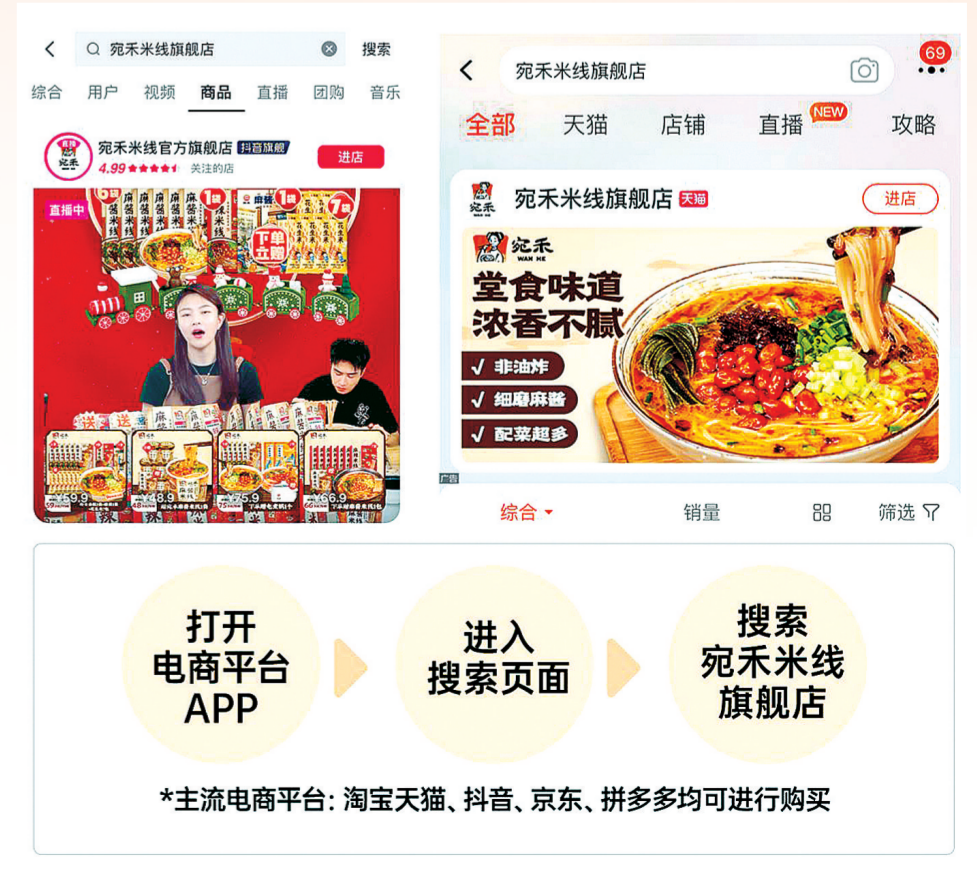 宛禾米线旗舰店
搜索
综合 用户 视频 商品 直播 团购 音乐
宛禾米线官方旗舰店 抖音旗舰
4.99 关注的店
进店
直播中
下单
立赠
送 送
¥59.9 ¥48.9 ¥75.9 ¥66.9
宛禾米线旗舰店
69
全部 天猫 店铺 直播 NEW 攻略
宛禾米线旗舰店 天猫
进店
宛禾
WAN HE
宛禾
WAN HE
堂食味道
浓香不腻
√ 非油炸
√ 细磨麻酱
√ 配菜超多
广告
综合 销量 筛选
打开
电商平台
APP
进入
搜索页面
搜索
宛禾米线
旗舰店
*主流电商平台: 淘宝天猫、抖音、京东、拼多多均可进行购买